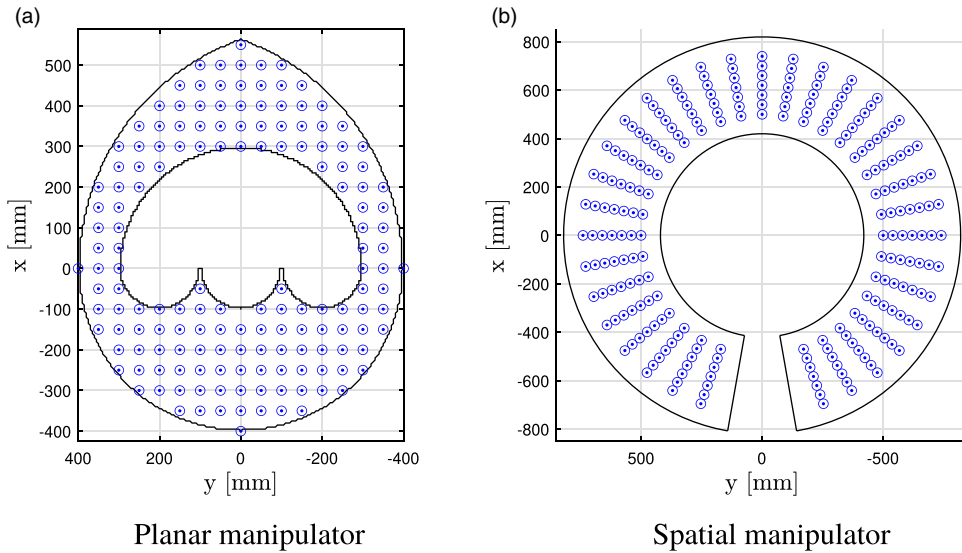 (a)
(b)
500
400
300
200
100
0
-100
-200
-300
-400
x [mm]
400 200 0 -200 -400
y [mm]
Planar manipulator
800
600
400
200
0
-200
-400
-600
-800
x [mm]
500 0 -500
y [mm]
Spatial manipulator